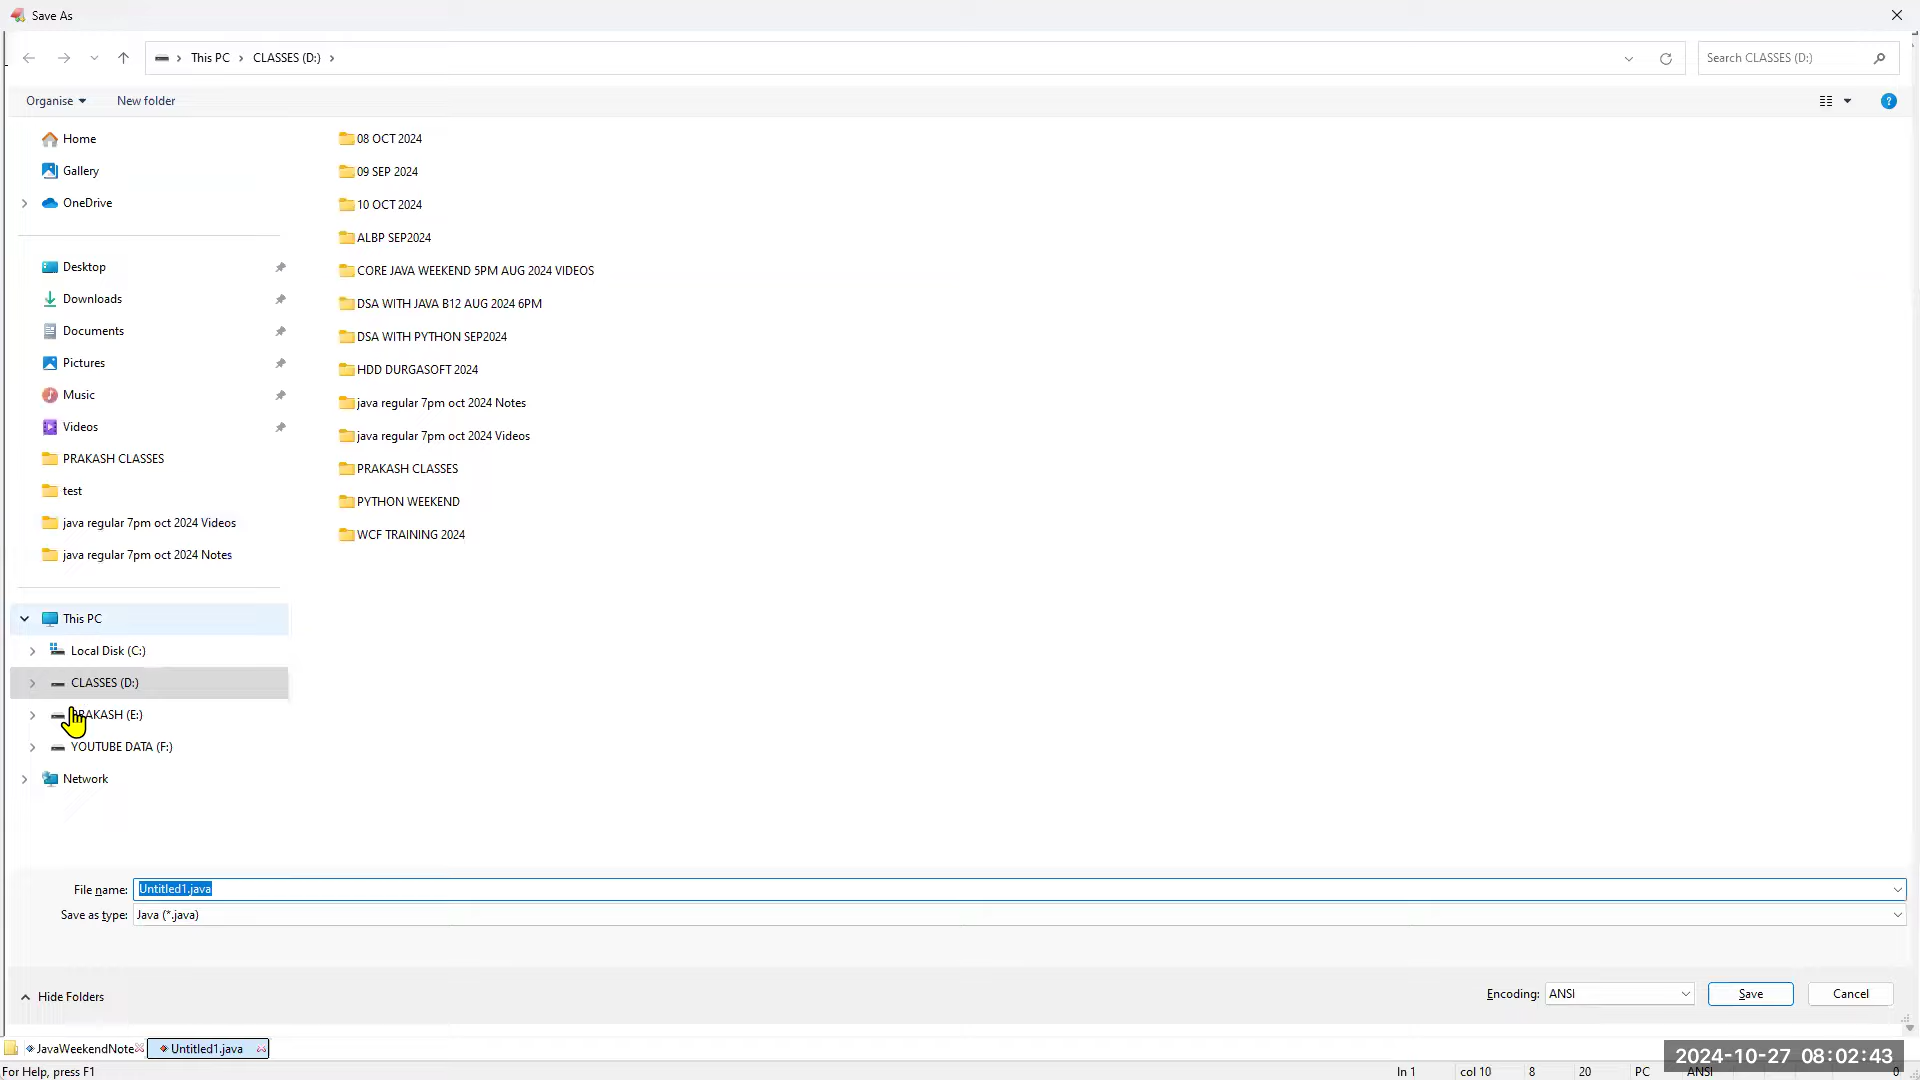 Save As
This PC > CLASSES (D:) >
Search CLASSES (D:)
Organise
New folder
Home
Gallery
OneDrive
Desktop
Downloads
Documents
Pictures
Music
Videos
PRAKASH CLASSES
test
java regular 7pm oct 2024 Videos
java regular 7pm oct 2024 Notes
This PC
Local Disk (C:)
CLASSES (D:)
PRAKASH (E:)
YOUTUBE DATA (F:)
Network
08 OCT 2024
09 SEP 2024
10 OCT 2024
ALBP SEP2024
CORE JAVA WEEKEND 5PM AUG 2024 VIDEOS
DSA WITH JAVA B12 AUG 2024 6PM
DSA WITH PYTHON SEP2024
HDD DURGASOFT 2024
java regular 7pm oct 2024 Notes
java regular 7pm oct 2024 Videos
PRAKASH CLASSES
PYTHON WEEKEND
WCF TRAINING 2024
File name: Untitled1.java
Save as type: Java (*.java)
Hide Folders
Encoding: ANSI
Save
Cancel
JavaWeekendNote
Untitled1.java
2024-10-27 08:02:43
For Help, press F1
ln 1
col 10
8
20
PC
ANSI
0